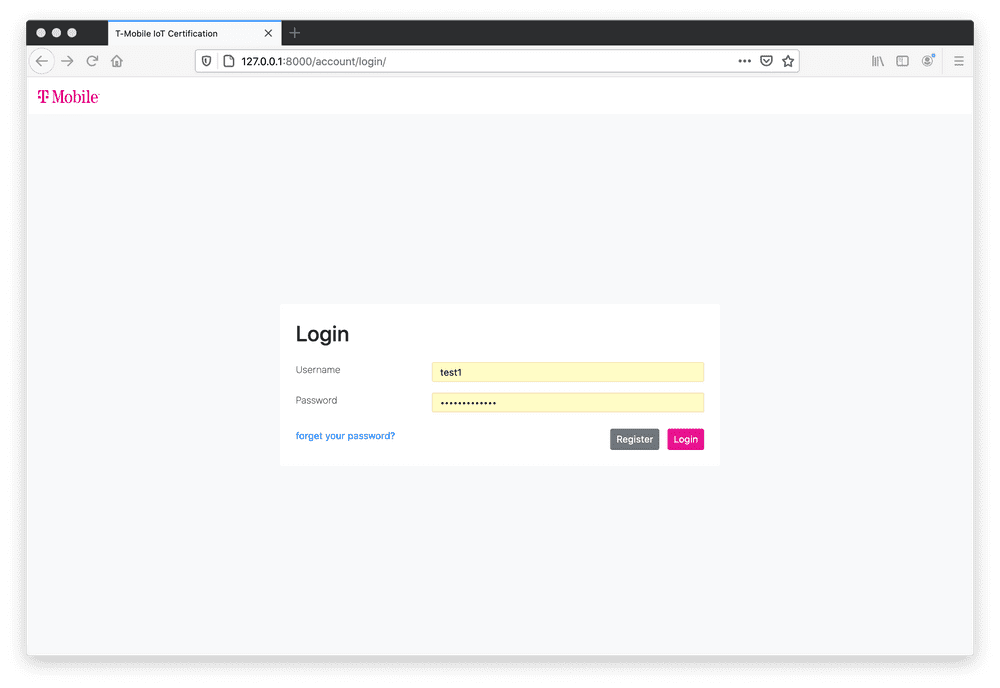 T-Mobile IoT Certification
127.0.0.1:8000/account/login/
T Mobile
Login
Username
test1
Password
•••••••••••••
forget your password?
Register
Login